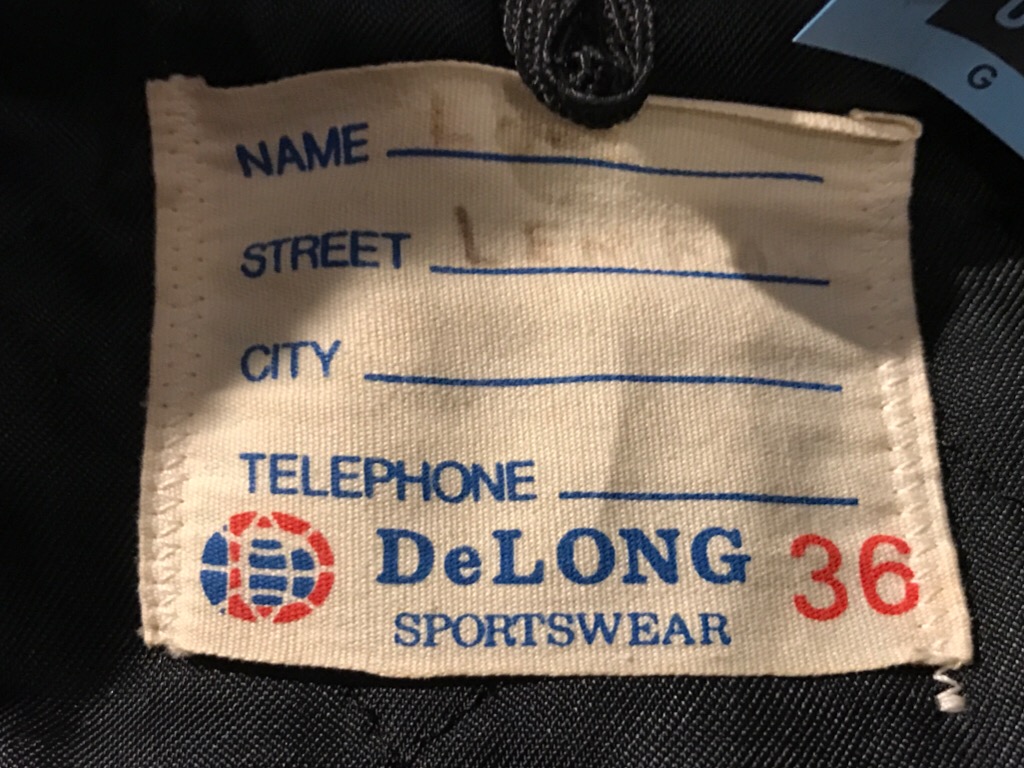 NAME
STREET
CITY
TELEPHONE
DeLONG 36
SPORTSWEAR
G